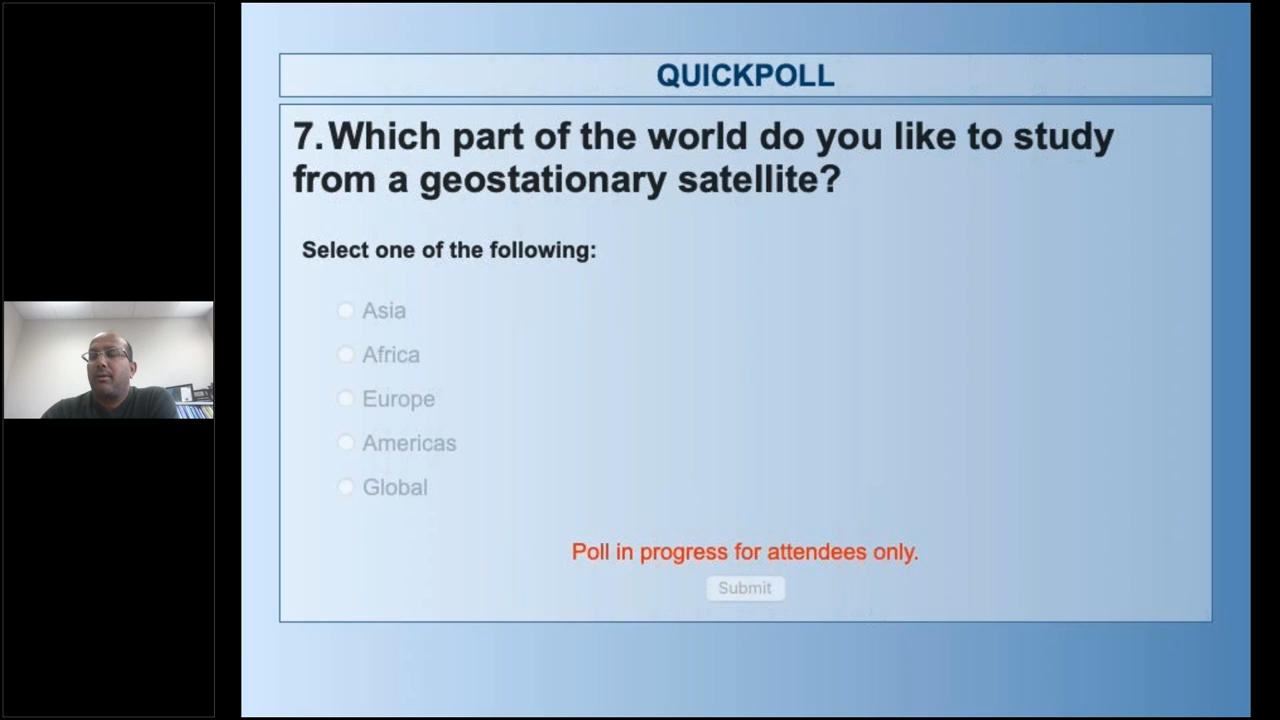 QUICKPOLL
7. Which part of the world do you like to study
from a geostationary satellite?
Select one of the following:
Asia
Africa
Europe
Americas
Global
Poll in progress for attendees only.
Submit